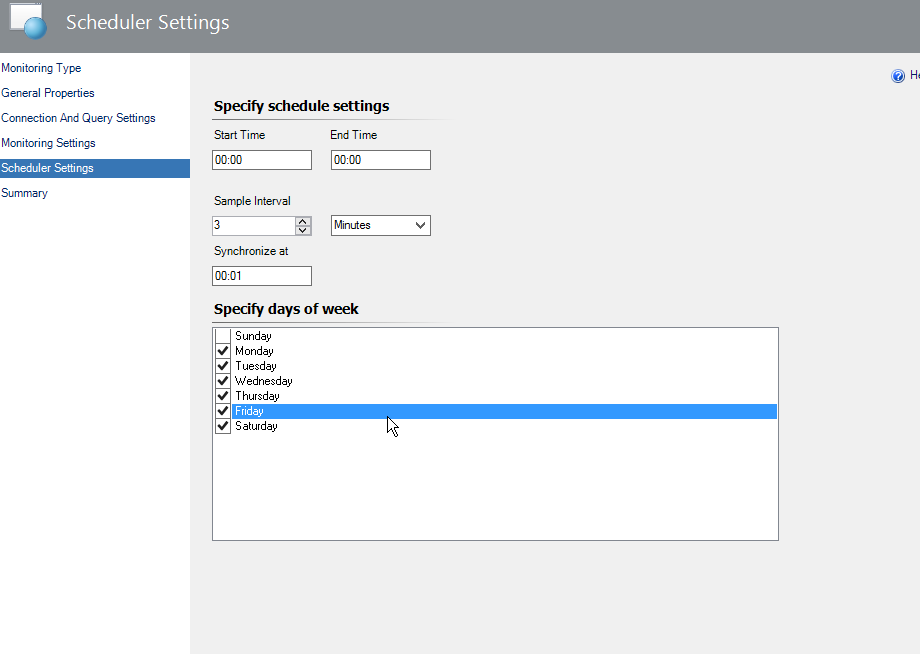 Scheduler Settings
Monitoring Type
General Properties
Connection And Query Settings
Monitoring Settings
Scheduler Settings
Summary
He
Specify schedule settings
Start Time End Time
00:00 00:00
Sample Interval
3 Minutes
Synchronize at
00:01
Specify days of week
Sunday
Monday
Tuesday
Wednesday
Thursday
Friday
Saturday